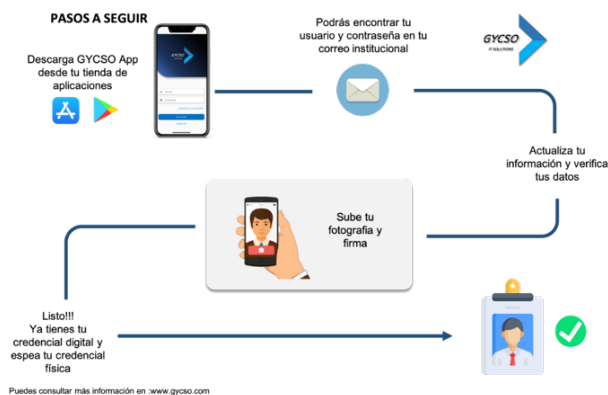 PASOS A SEGUIR
Descarga GYCSO App
desde tu tienda de
aplicaciones
GYCSO
Podrás encontrar tu
usuario y contraseña en tu
correo institucional
GYCSO
IT SOLUTIONS
Actualiza tu
información y verifica
tus datos
Sube tu
fotografia y
firma
Listo!!!
Ya tienes tu
credencial digital y
espea tu credencial
física
Puedes consultar más información en :www.gycso.com